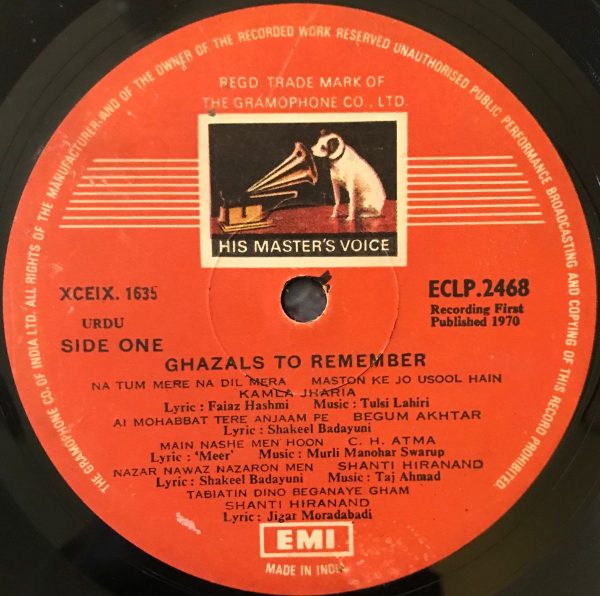 THE GRAMOPHONE CO. OF INDIA LTD. ALL RIGHTS OF THE MANUFACTURER AND OF THE OWNER OF THE RECORDED WORK RESERVED UNAUTHORISED PUBLIC PERFORMANCE BROADCASTING AND COPYING OF THIS RECORD PROHIBITED.
REGD. TRADE MARK OF
THE GRAMOPHONE CO., LTD.
HIS MASTER'S VOICE
XCEIX. 1635
ECLP.2468
Recording First
Published 1970
URDU
SIDE ONE
GHAZALS TO REMEMBER
NA TUM MERE NA DIL MERA MASTON KE JO USOOL HAIN
KAMLA JHARIA
Lyric : Faiaz Hashmi Music : Tulsi Lahiri
AI MOHABBAT TERE ANJAAM PE BEGUM AKHTAR
Lyric : Shakeel Badayuni
MAIN NASHE MEN HOON C. H. ATMA
Lyric : 'Meer' Music : Murli Manohar Swarup
NAZAR NAWAZ NAZARON MEN SHANTI HIRANAND
Lyric : Shakeel Badayuni Music : Taj Ahmad
TABIATIN DINO BEGANAYE GHAM
SHANTI HIRANAND
Lyric : Jigar Moradabadi
EMI
MADE IN INDIA